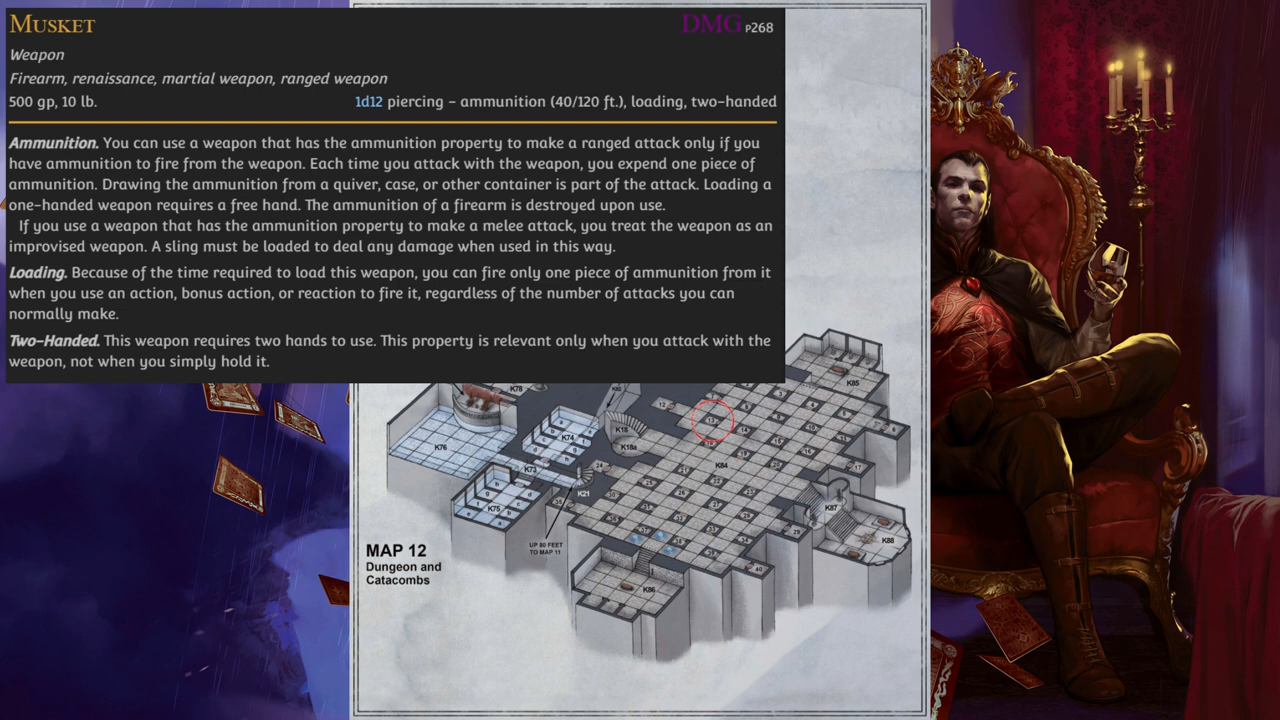 MUSKET
DMG P268
Weapon
Firearm, renaissance, martial weapon, ranged weapon
500 gp, 10 lb.
1d12 piercing - ammunition (40/120 ft.), loading, two-handed
Ammunition. You can use a weapon that has the ammunition property to make a ranged attack only if you
have ammunition to fire from the weapon. Each time you attack with the weapon, you expend one piece of
ammunition. Drawing the ammunition from a quiver, case, or other container is part of the attack. Loading a
one-handed weapon requires a free hand. The ammunition of a firearm is destroyed upon use.
If you use a weapon that has the ammunition property to make a melee attack, you treat the weapon as an
improvised weapon. A sling must be loaded to deal any damage when used in this way.
Loading. Because of the time required to load this weapon, you can fire only one piece of ammunition from it
when you use an action, bonus action, or reaction to fire it, regardless of the number of attacks you can
normally make.
Two-Handed. This weapon requires two hands to use. This property is relevant only when you attack with the
weapon, not when you simply hold it.
K78
K85
12
K18
K76
K74
K18a
K84
K73
24
17
K21
K75
K87
K88
UP 80 FEET
TO MAP 11
MAP 12
Dungeon and
Catacombs
40
K86